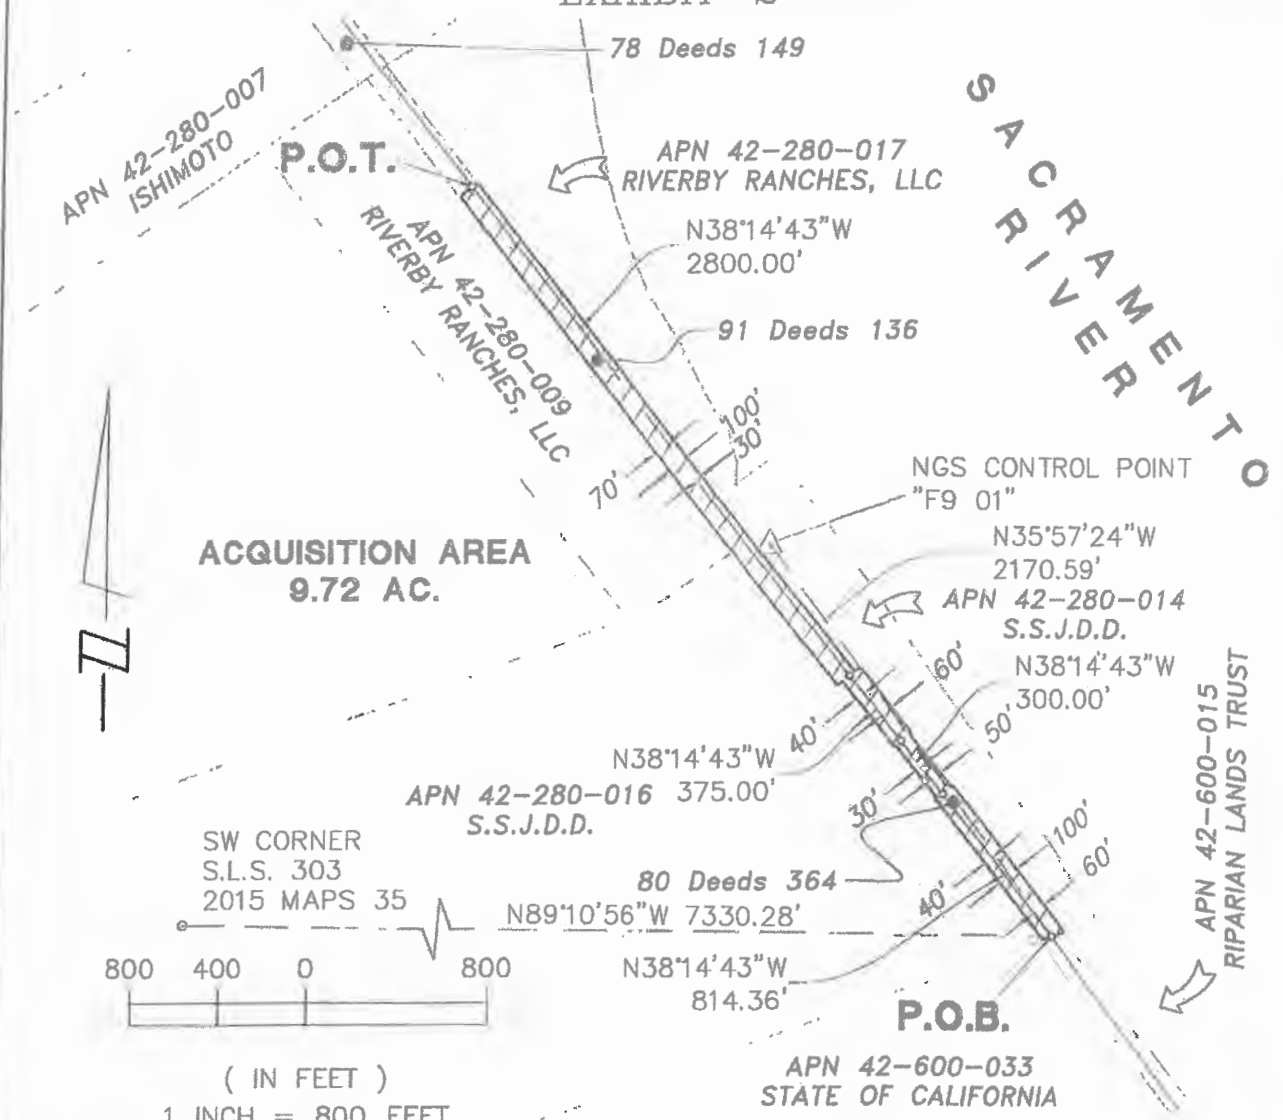 78 Deeds 149
APN 42-280-007
ISHIMOTO
P.O.T.
APN 42-280-017
RIVERBY RANCHES, LLC
SACRAMENTO
RIVER
APN 42-280-009
RIVERBY RANCHES, LLC
N38°14'43"W
2800.00'
91 Deeds 136
100'
30'
70'
NGS CONTROL POINT
"F9 01"
ACQUISITION AREA
9.72 AC.
N35°57'24"W
2170.59'
APN 42-280-014
S.S.J.D.D.
N38°14'43"W
300.00'
60'
50'
40'
30'
N38°14'43"W
375.00'
APN 42-280-016
S.S.J.D.D.
APN 42-600-015
RIPARIAN LANDS TRUST
SW CORNER
S.L.S. 303
2015 MAPS 35
80 Deeds 364
N89°10'56"W 7330.28'
100'
60'
40'
N38°14'43"W
814.36'
P.O.B.
APN 42-600-033
STATE OF CALIFORNIA
N
800 400 0 800
( IN FEET )
1 INCH = 800 FEET